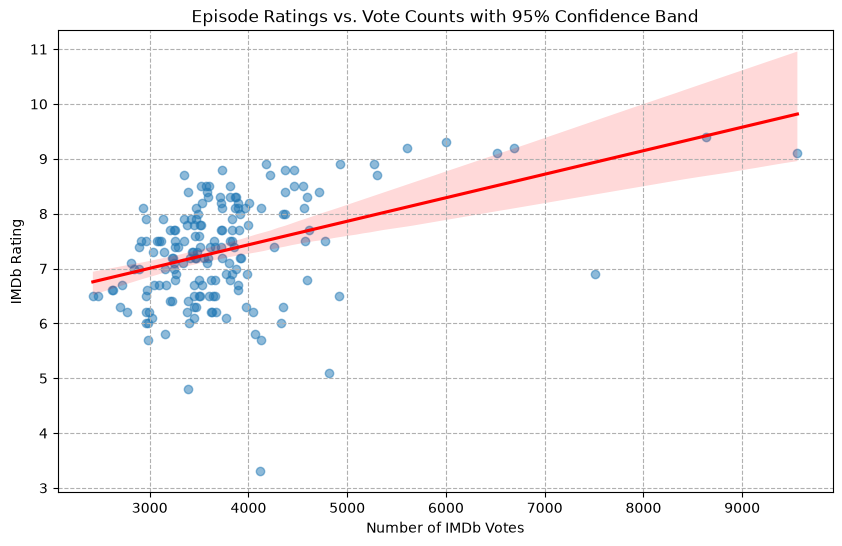 Episode Ratings vs. Vote Counts with 95% Confidence Band
IMDb Rating
11
10
9
8
7
6
5
4
3
3000 4000 5000 6000 7000 8000 9000
Number of IMDb Votes